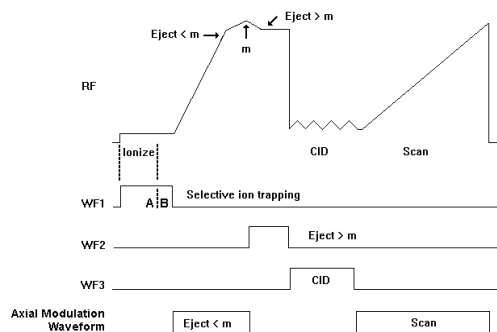 Eject > m
Eject < m
m
RF
Ionize
CID
Scan
A
B
Selective ion trapping
WF1
Eject > m
WF2
CID
WF3
Axial Modulation
Waveform
Eject < m
Scan